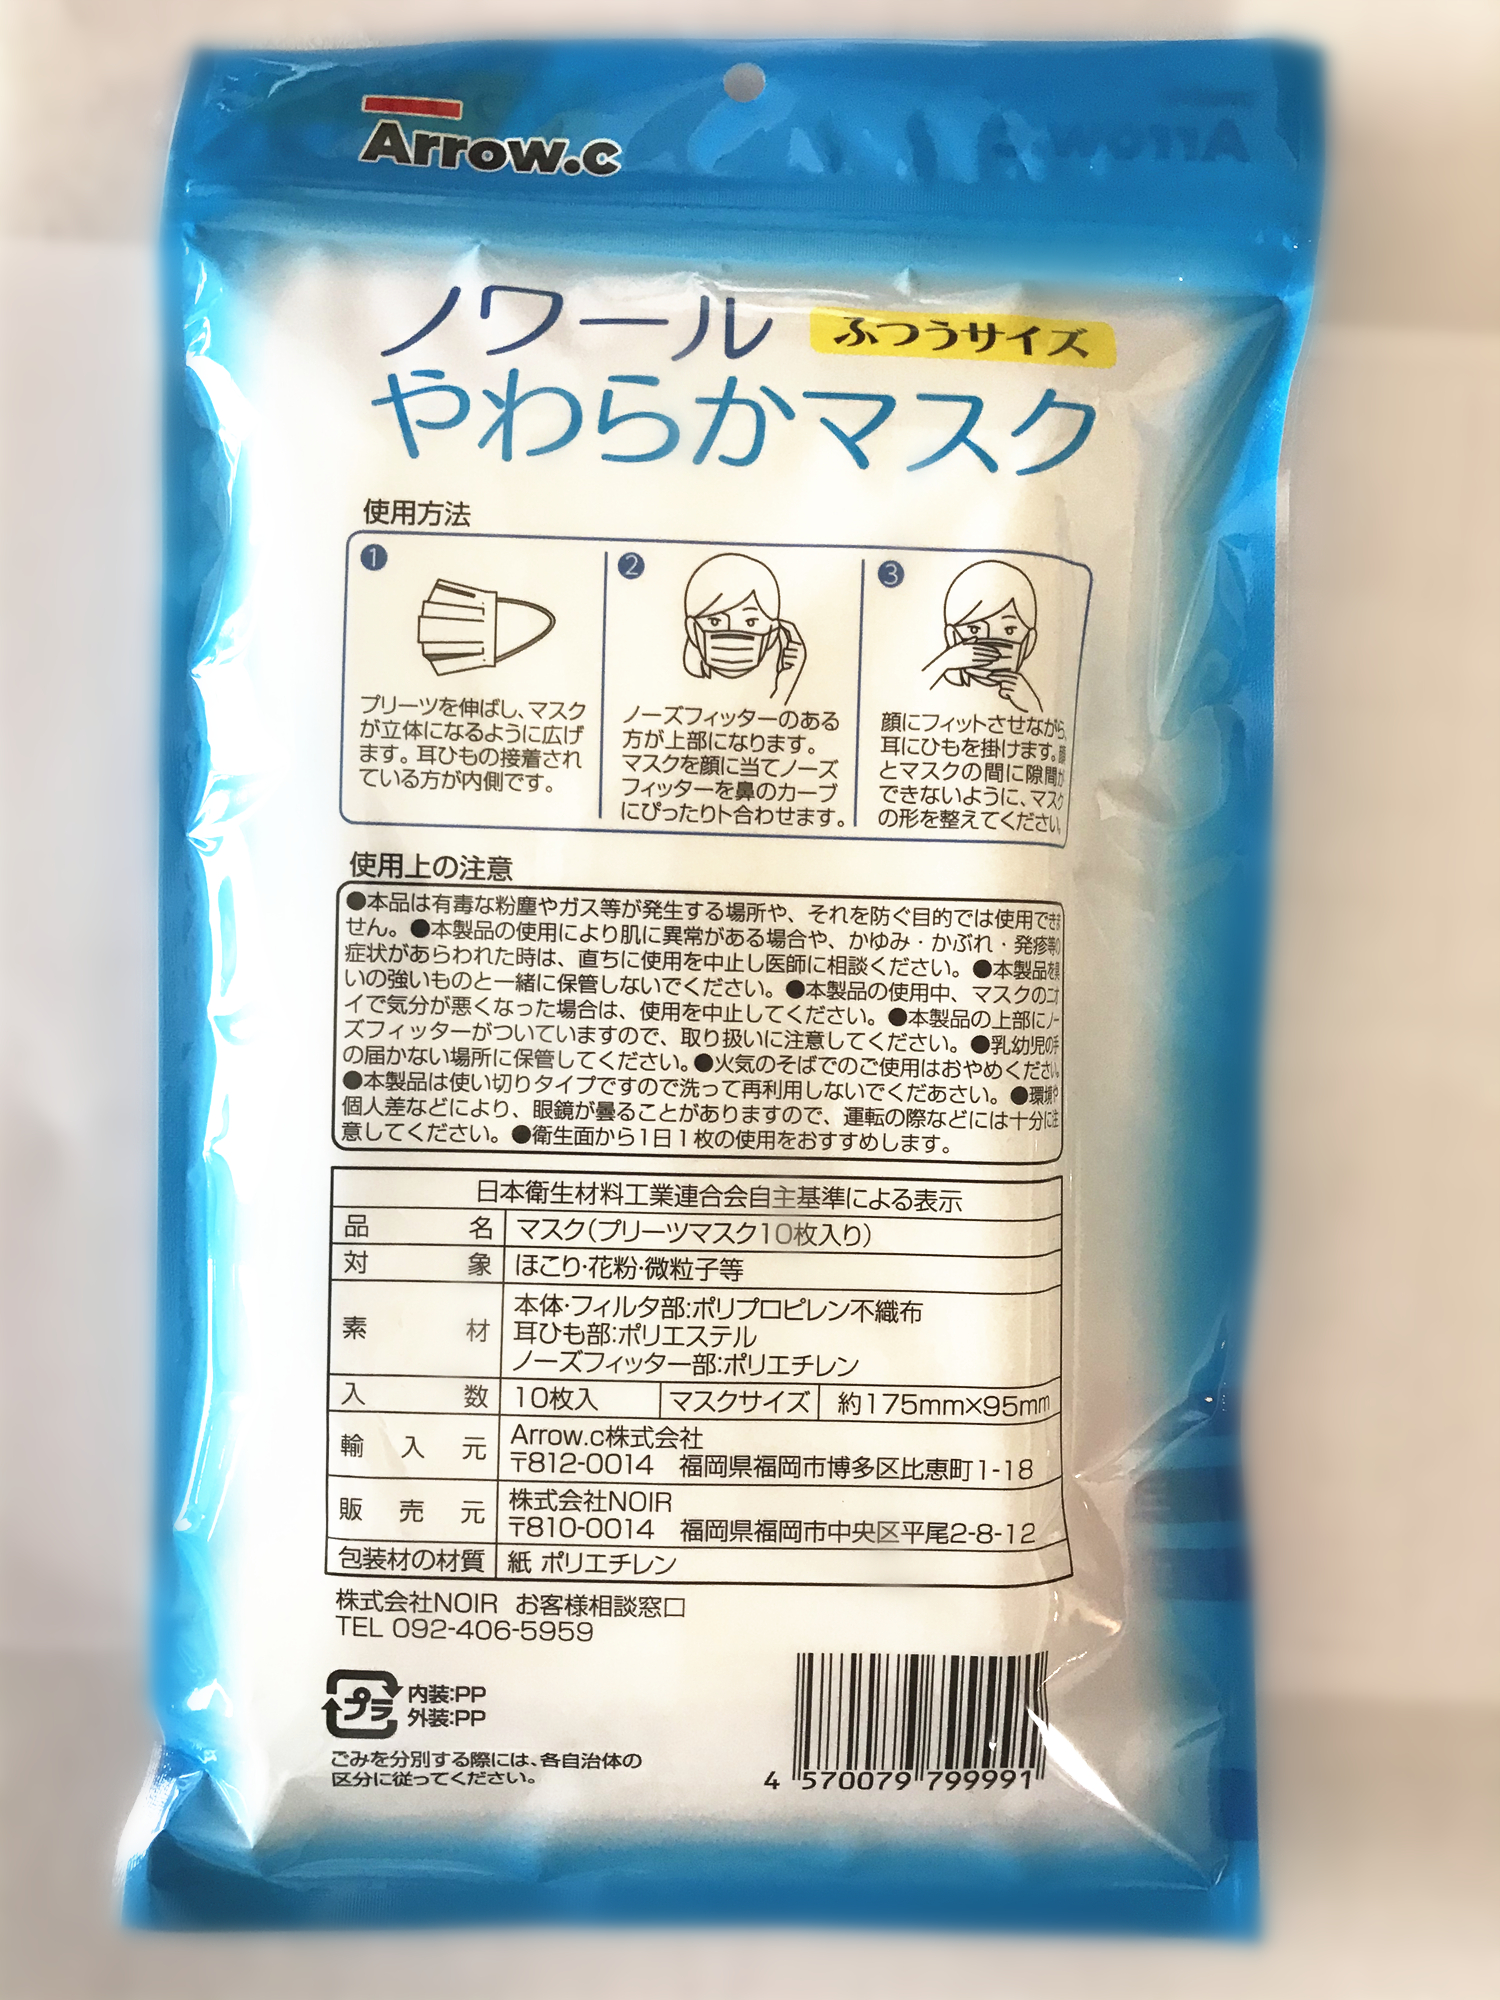 Arrow.c
ノワール ふつうサイズ
やわらかマスク
使用方法
1
プリーツを伸ばし、マスク
が立体になるように広げ
ます。耳ひもの接着され
ている方が内側です。
2
ノーズフィッターのある
方が上部になります。
マスクを顔に当てノーズ
フィッターを鼻のカーブ
にぴったりト合わせます。
3
顔にフィットさせながら、
耳にひもを掛けます。顔
とマスクの間に隙間が
できないように、マスク
の形を整えてください。
使用上の注意
●本品は有毒な粉塵やガス等が発生する場所や、それを防ぐ目的では使用できま
せん。●本製品の使用により肌に異常がある場合や、かゆみ・かぶれ・発疹等の
症状があらわれた時は、直ちに使用を中止し医師に相談ください。●本製品を臭
いの強いものと一緒に保管しないでください。●本製品の使用中、マスクのニオ
イで気分が悪くなった場合は、使用を中止してください。●本製品の上部にノー
ズフィッターがついていますので、取り扱いに注意してください。●乳幼児の手
の届かない場所に保管してください。●火気のそばでのご使用はおやめください。
●本製品は使い切りタイプですので洗って再利用しないでくだあさい。●環境や
個人差などにより、眼鏡が曇ることがありますので、運転の際などには十分に注
意してください。●衛生面から1日1枚の使用をおすすめします。
日本衛生材料工業連合会自主基準による表示
品名 マスク(プリーツマスク10枚入り)
対象 ほこり・花粉・微粒子等
素材 本体・フィルタ部:ポリプロピレン不織布
耳ひも部:ポリエステル
ノーズフィッター部:ポリエチレン
入数 10枚入 マスクサイズ 約175mm×95mm
輸入元 Arrow.c株式会社
〒812-0014 福岡県福岡市博多区比恵町1-18
販売元 株式会社NOIR
〒810-0014 福岡県福岡市中央区平尾2-8-12
包装材の材質 紙 ポリエチレン
株式会社NOIR お客様相談窓口
TEL 092-406-5959
プラ 内装:PP
外装:PP
ごみを分別する際には、各自治体の
区分に従ってください。
4 570079 799991